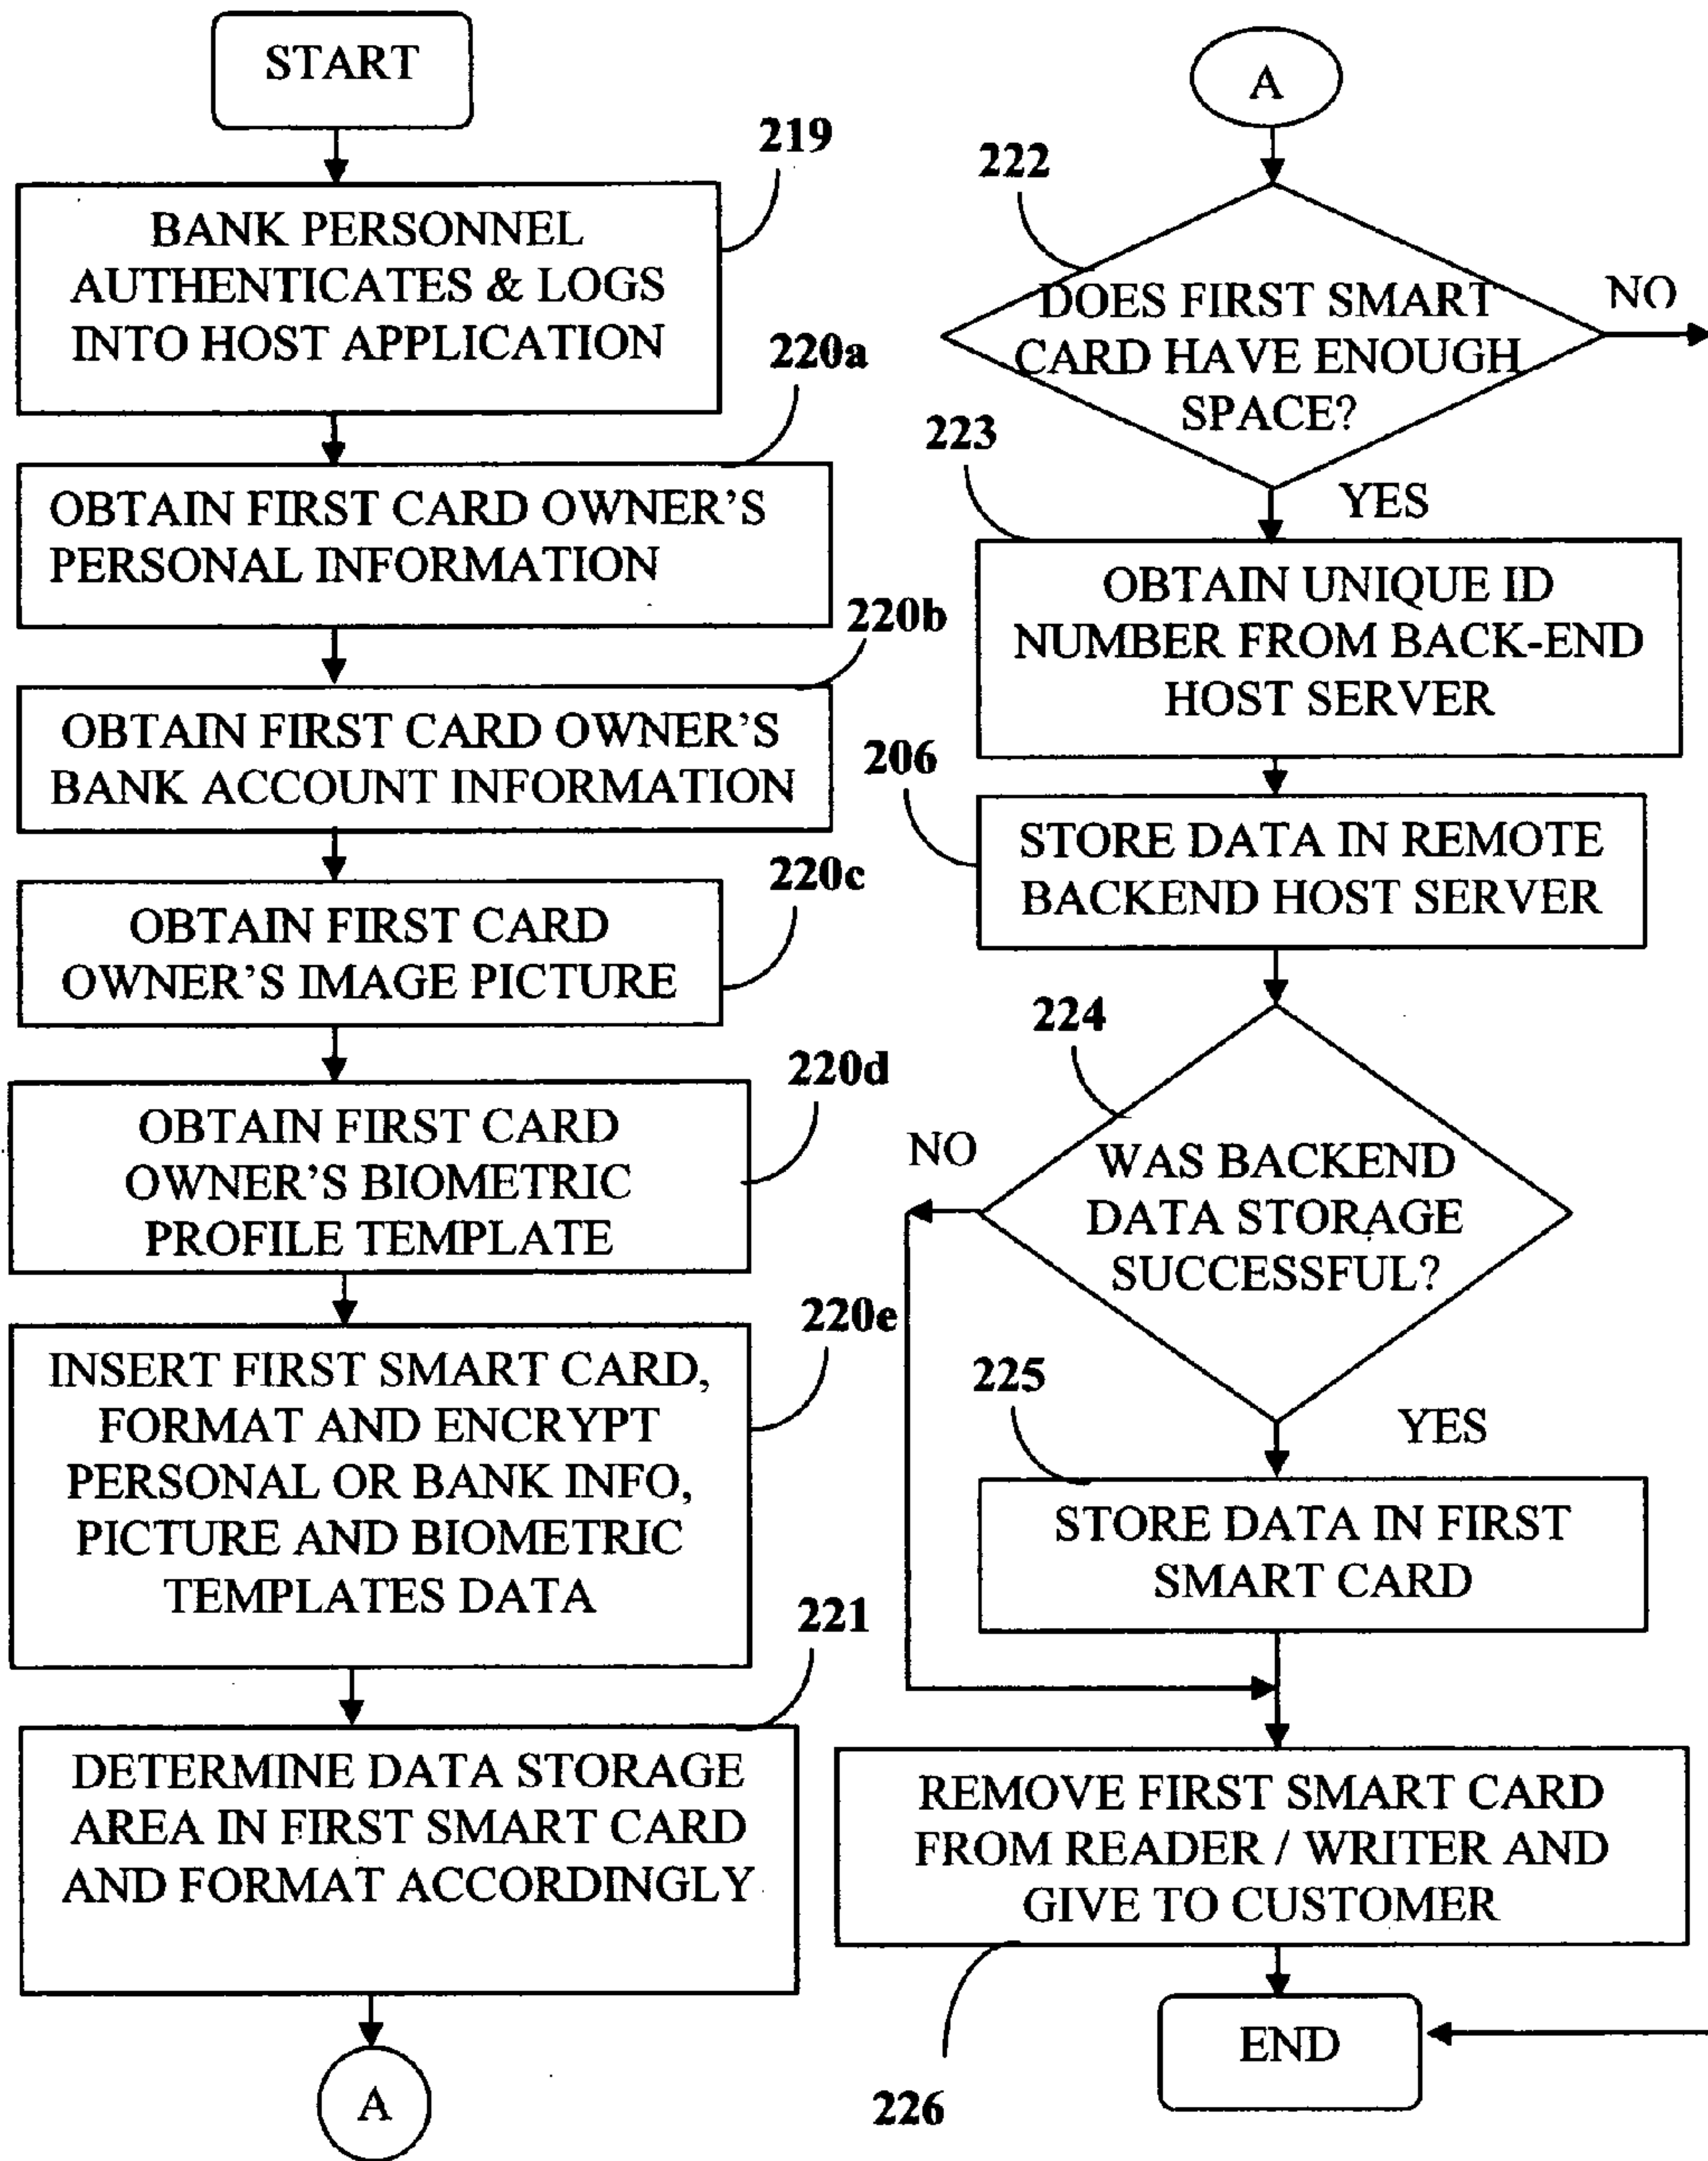 START
219
BANK PERSONNEL
AUTHENTICATES & LOGS
INTO HOST APPLICATION
220a
OBTAIN FIRST CARD OWNER'S
PERSONAL INFORMATION
220b
OBTAIN FIRST CARD OWNER'S
BANK ACCOUNT INFORMATION
220c
OBTAIN FIRST CARD
OWNER'S IMAGE PICTURE
220d
OBTAIN FIRST CARD
OWNER'S BIOMETRIC
PROFILE TEMPLATE
220e
INSERT FIRST SMART CARD,
FORMAT AND ENCRYPT
PERSONAL OR BANK INFO,
PICTURE AND BIOMETRIC
TEMPLATES DATA
221
DETERMINE DATA STORAGE
AREA IN FIRST SMART CARD
AND FORMAT ACCORDINGLY
A
A
222
DOES FIRST SMART
CARD HAVE ENOUGH
SPACE?
NO
YES
223
OBTAIN UNIQUE ID
NUMBER FROM BACK-END
HOST SERVER
206
STORE DATA IN REMOTE
BACKEND HOST SERVER
224
WAS BACKEND
DATA STORAGE
SUCCESSFUL?
NO
YES
225
STORE DATA IN FIRST
SMART CARD
REMOVE FIRST SMART CARD
FROM READER / WRITER AND
GIVE TO CUSTOMER
226
END